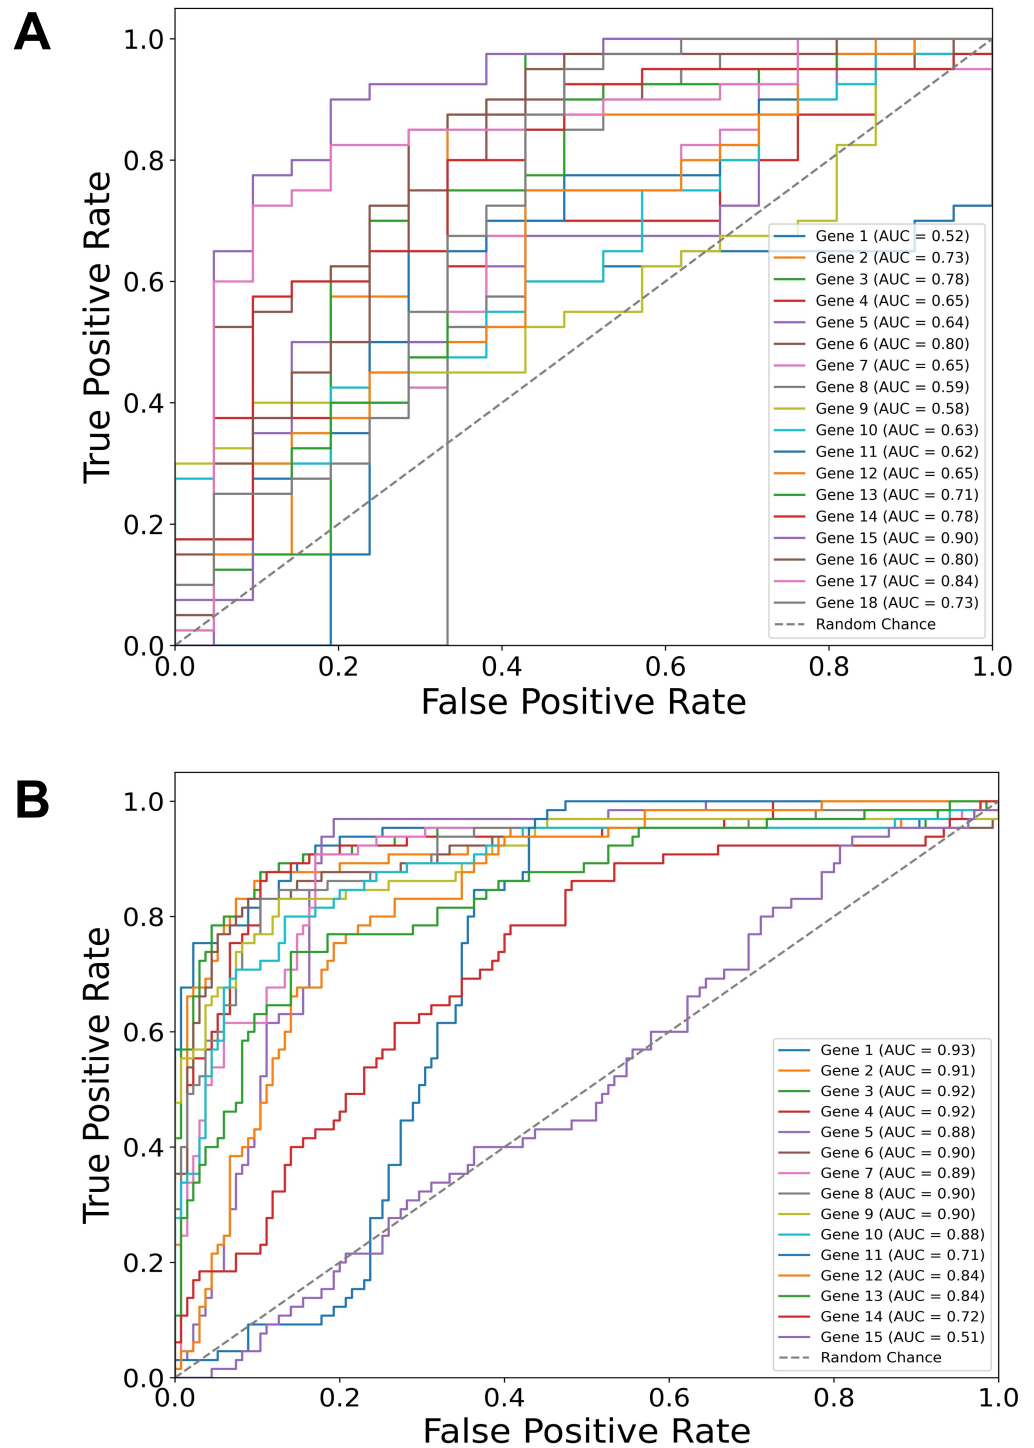 A
True Positive Rate
1.0
0.8
0.6
0.4
0.2
0.0
Gene 1 (AUC = 0.52)
Gene 2 (AUC = 0.73)
Gene 3 (AUC = 0.78)
Gene 4 (AUC = 0.65)
Gene 5 (AUC = 0.64)
Gene 6 (AUC = 0.80)
Gene 7 (AUC = 0.65)
Gene 8 (AUC = 0.59)
Gene 9 (AUC = 0.58)
Gene 10 (AUC = 0.63)
Gene 11 (AUC = 0.62)
Gene 12 (AUC = 0.65)
Gene 13 (AUC = 0.71)
Gene 14 (AUC = 0.78)
Gene 15 (AUC = 0.90)
Gene 16 (AUC = 0.80)
Gene 17 (AUC = 0.84)
Gene 18 (AUC = 0.73)
Random Chance
0.0 0.2 0.4 0.6 0.8 1.0
False Positive Rate
B
True Positive Rate
1.0
0.8
0.6
0.4
0.2
0.0
Gene 1 (AUC = 0.93)
Gene 2 (AUC = 0.91)
Gene 3 (AUC = 0.92)
Gene 4 (AUC = 0.92)
Gene 5 (AUC = 0.88)
Gene 6 (AUC = 0.90)
Gene 7 (AUC = 0.89)
Gene 8 (AUC = 0.90)
Gene 9 (AUC = 0.90)
Gene 10 (AUC = 0.88)
Gene 11 (AUC = 0.71)
Gene 12 (AUC = 0.84)
Gene 13 (AUC = 0.84)
Gene 14 (AUC = 0.72)
Gene 15 (AUC = 0.51)
Random Chance
0.0 0.2 0.4 0.6 0.8 1.0
False Positive Rate